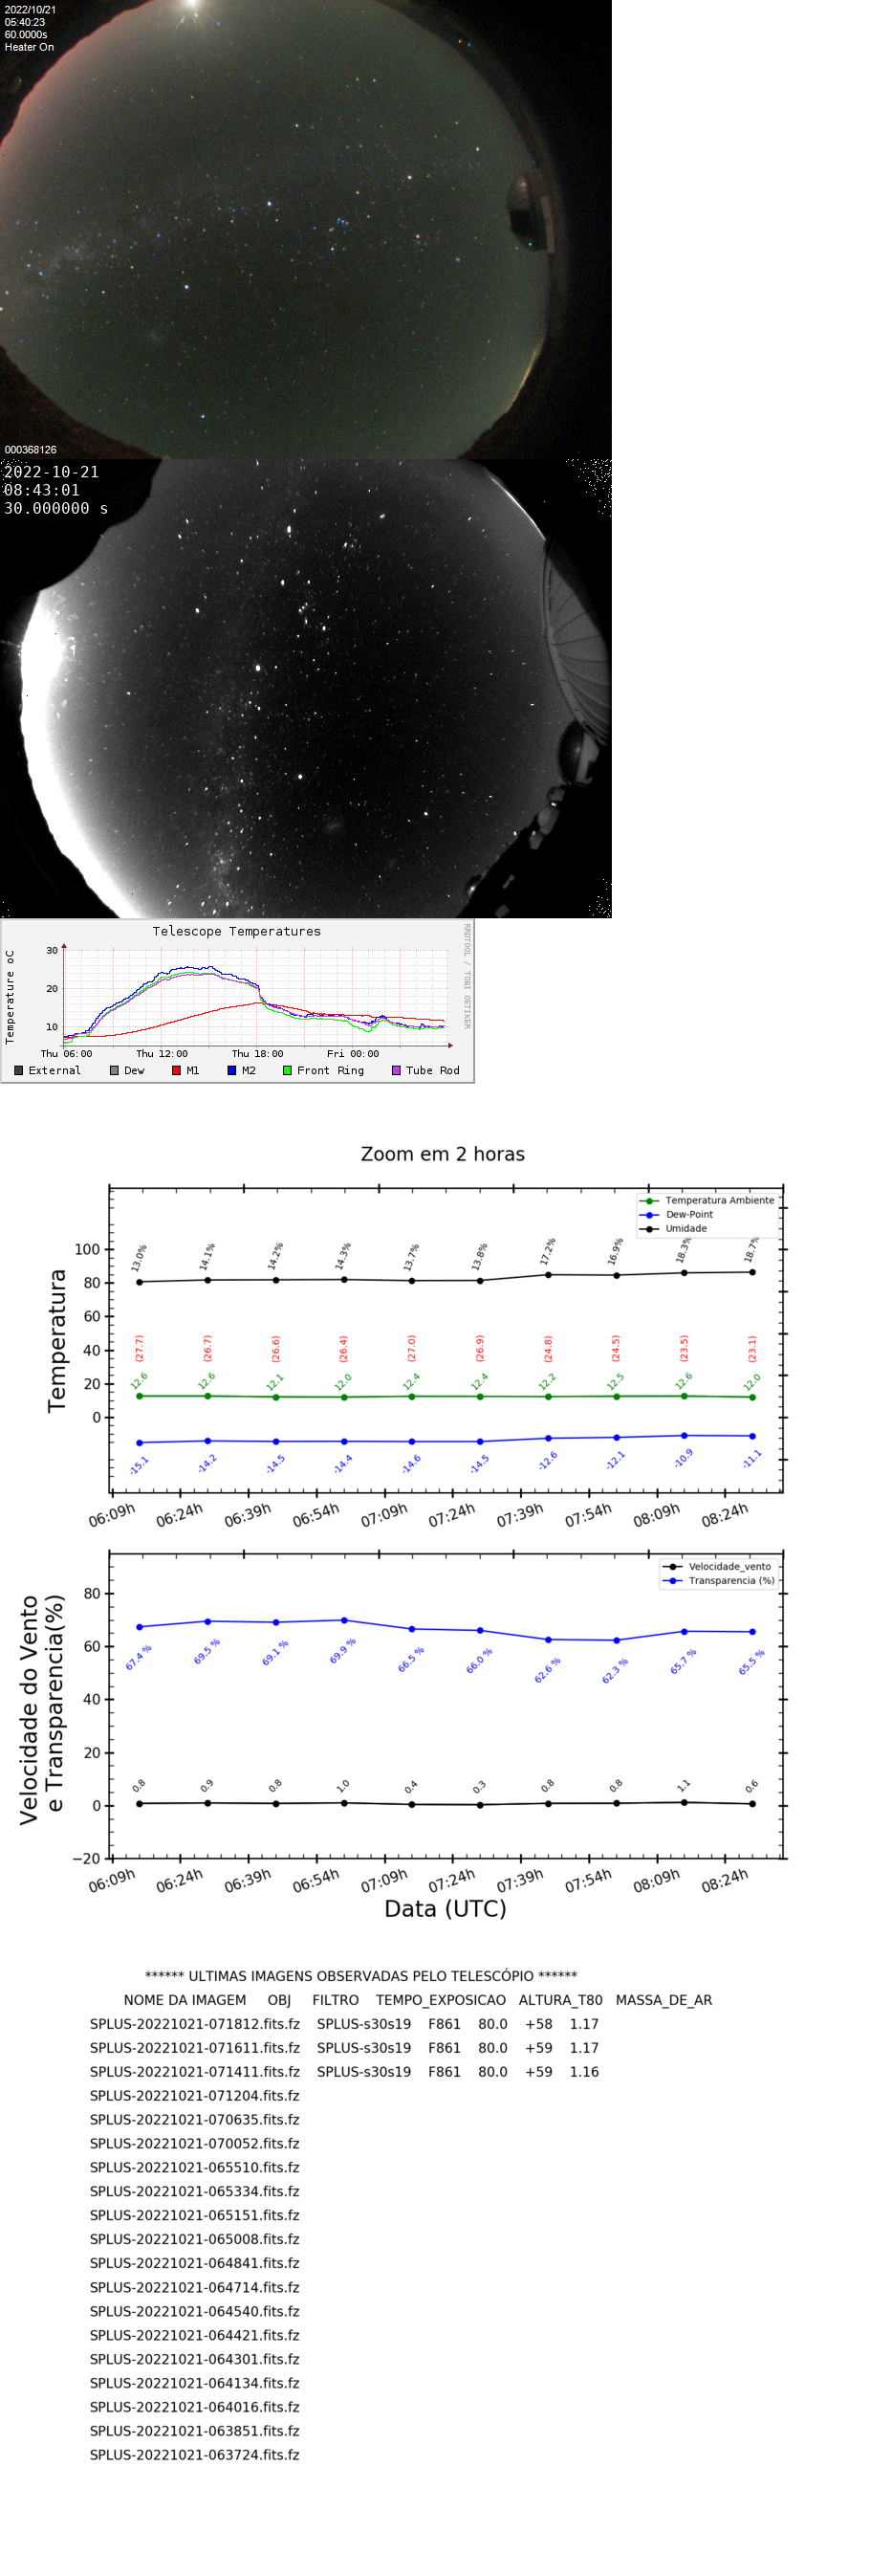 2022/10/21
05:40:23
60.0000s
Heater On
000368126
2022-10-21
08:43:01
30.000000 s
Telescope Temperatures
RRDTOOL / TOBI OETIKER
Temperature oC
30
20
10
Thu 06:00 Thu 12:00 Thu 18:00 Fri 00:00
External Dew M1 M2 Front Ring Tube Rod
Zoom em 2 horas
Temperatura Ambiente
Dew-Point
Umidade
Temperatura
100
80
60
40
20
0
13.0% 14.1% 14.2% 14.3% 13.7% 13.8% 17.2% 16.9% 18.3% 18.7%
(27.7) (26.7) (26.6) (26.4) (27.0) (26.9) (24.8) (24.5) (23.5) (23.1)
12.6 12.6 12.1 12.0 12.4 12.4 12.2 12.5 12.6 12.0
-15.1 -14.2 -14.5 -14.4 -14.6 -14.5 -12.6 -12.1 -10.9 -11.1
06:09h 06:24h 06:39h 06:54h 07:09h 07:24h 07:39h 07:54h 08:09h 08:24h
Velocidade_vento
Transparencia (%)
Velocidade do Vento
e Transparencia(%)
80
60
40
20
0
−20
67.4 % 69.5 % 69.1 % 69.9 % 66.5 % 66.0 % 62.6 % 62.3 % 65.7 % 65.5 %
0.8 0.9 0.8 1.0 0.4 0.3 0.8 0.8 1.1 0.6
06:09h 06:24h 06:39h 06:54h 07:09h 07:24h 07:39h 07:54h 08:09h 08:24h
Data (UTC)
****** ULTIMAS IMAGENS OBSERVADAS PELO TELESCÓPIO ******
NOME DA IMAGEM OBJ FILTRO TEMPO_EXPOSICAO ALTURA_T80 MASSA_DE_AR
SPLUS-20221021-071812.fits.fz SPLUS-s30s19 F861 80.0 +58 1.17
SPLUS-20221021-071611.fits.fz SPLUS-s30s19 F861 80.0 +59 1.17
SPLUS-20221021-071411.fits.fz SPLUS-s30s19 F861 80.0 +59 1.16
SPLUS-20221021-071204.fits.fz
SPLUS-20221021-070635.fits.fz
SPLUS-20221021-070052.fits.fz
SPLUS-20221021-065510.fits.fz
SPLUS-20221021-065334.fits.fz
SPLUS-20221021-065151.fits.fz
SPLUS-20221021-065008.fits.fz
SPLUS-20221021-064841.fits.fz
SPLUS-20221021-064714.fits.fz
SPLUS-20221021-064540.fits.fz
SPLUS-20221021-064421.fits.fz
SPLUS-20221021-064301.fits.fz
SPLUS-20221021-064134.fits.fz
SPLUS-20221021-064016.fits.fz
SPLUS-20221021-063851.fits.fz
SPLUS-20221021-063724.fits.fz